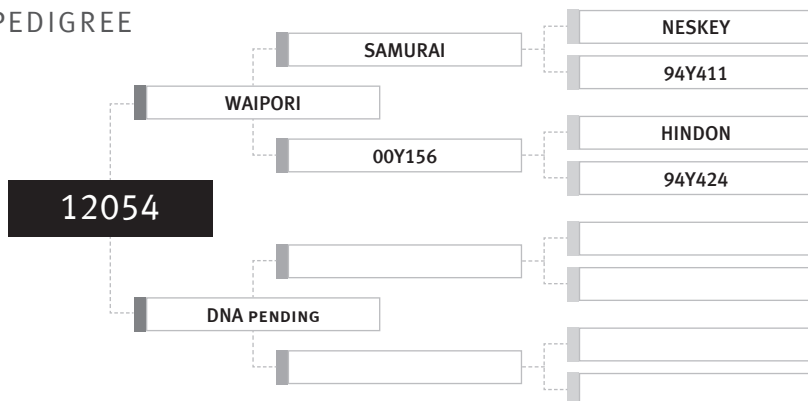 PEDIGREE
NESKEY
SAMURAI
94Y411
WAIPORI
HINDON
00Y156
94Y424
12054
DNA PENDING